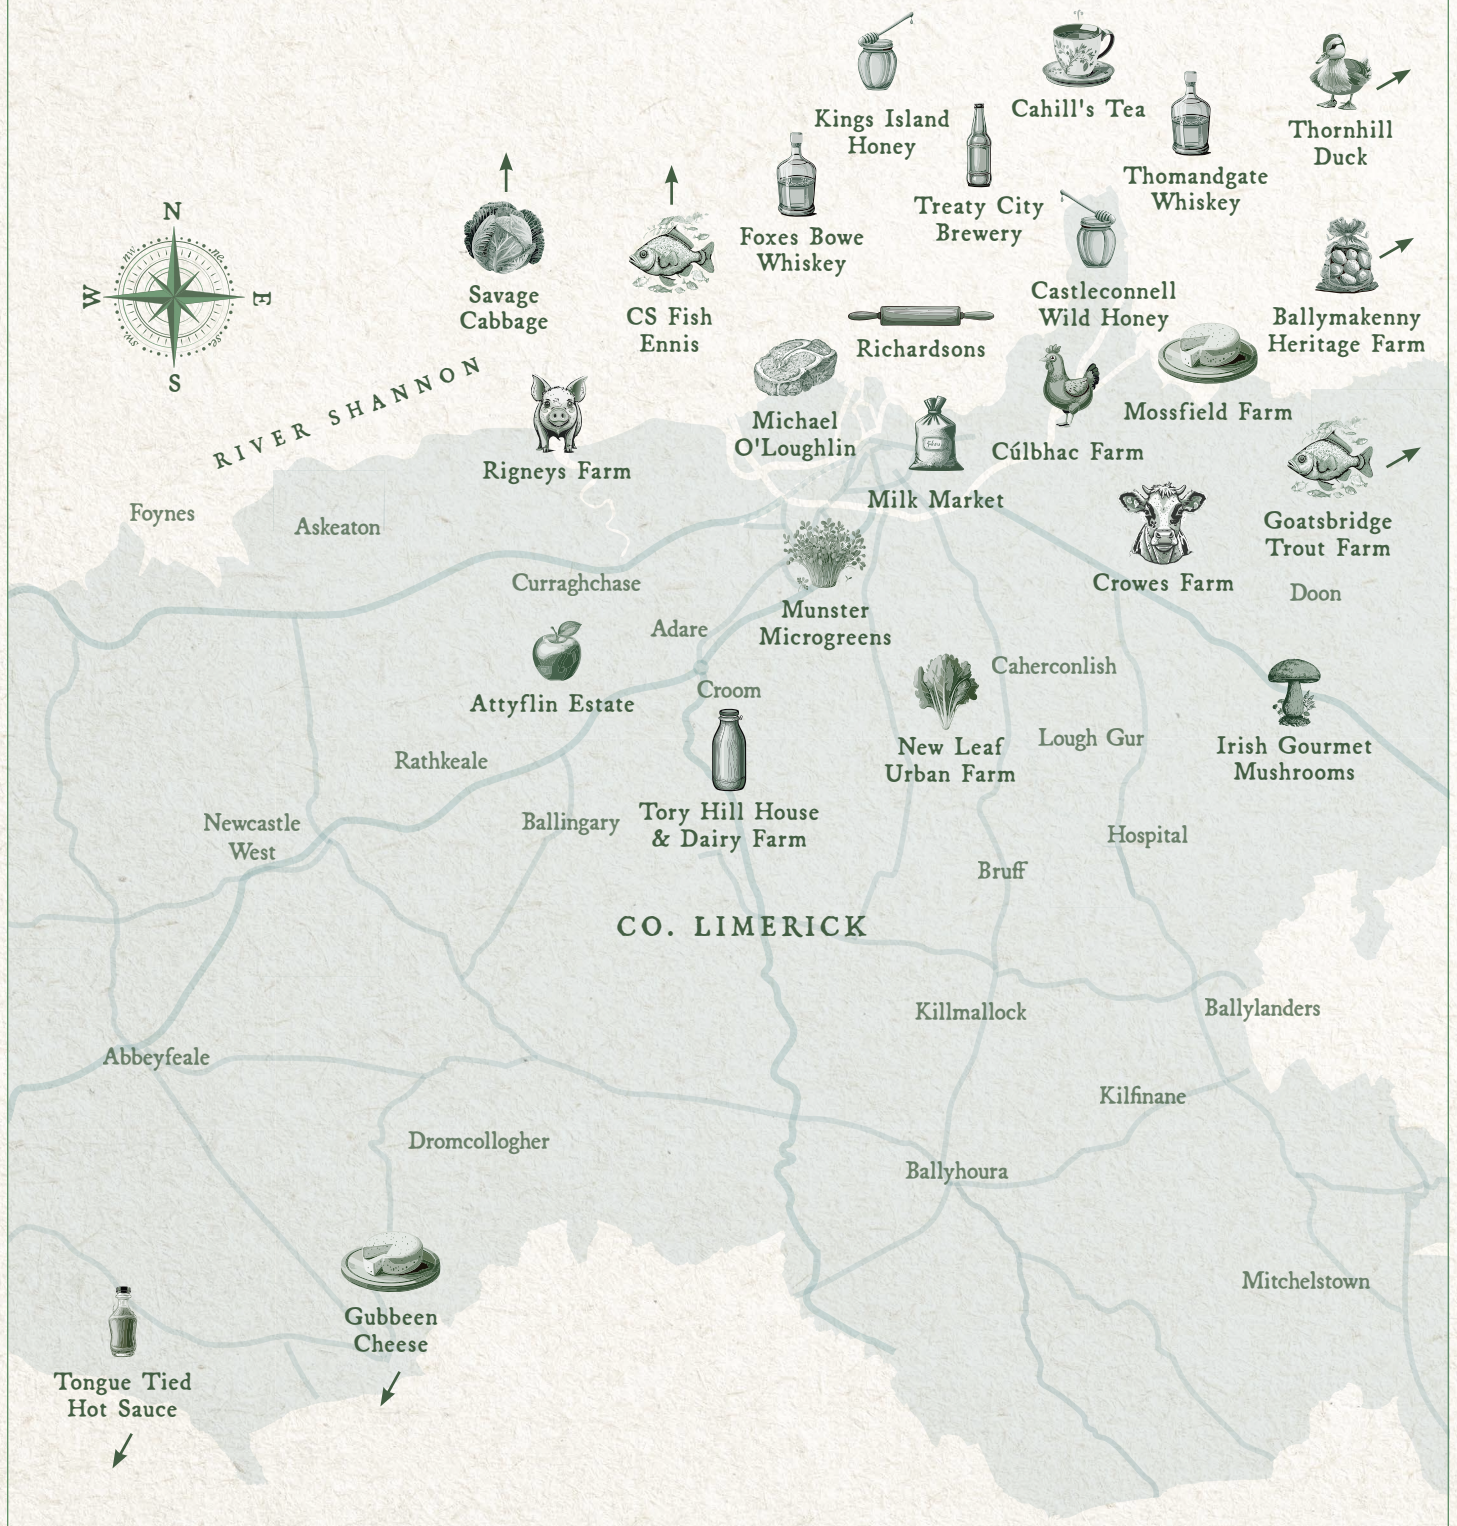 Kings Island
Honey
Cahill's Tea
Thornhill
Duck
Thomandgate
Whiskey
Treaty City
Brewery
Foxes Bowe
Whiskey
N
W
E
S
nw
ne
sw
se
Savage
Cabbage
CS Fish
Ennis
Castleconnell
Wild Honey
Ballymakenny
Heritage Farm
Richardsons
RIVER SHANNON
Michael
O'Loughlin
Mossfield Farm
Cúlbhac Farm
Rigneys Farm
Milk Market
Foynes
Askeaton
Goatsbridge
Trout Farm
Curraghchase
Crowes Farm
Doon
Munster
Microgreens
Adare
Caherconlish
Croom
Attyflin Estate
New Leaf
Urban Farm
Lough Gur
Irish Gourmet
Mushrooms
Rathkeale
Newcastle
West
Ballingary
Tory Hill House
& Dairy Farm
Hospital
Bruff
CO. LIMERICK
Killmallock
Ballylanders
Abbeyfeale
Kilfinane
Dromcollogher
Ballyhoura
Mitchelstown
Gubbeen
Cheese
Tongue Tied
Hot Sauce